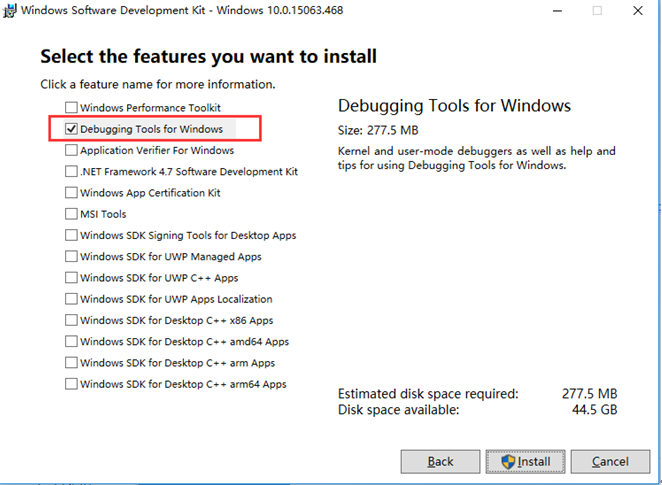 Windows Software Development Kit - Windows 10.0.15063.468
Select the features you want to install
Click a feature name for more information.
Windows Performance Toolkit
Debugging Tools for Windows
Application Verifier For Windows
.NET Framework 4.7 Software Development Kit
Windows App Certification Kit
MSI Tools
Windows SDK Signing Tools for Desktop Apps
Windows SDK for UWP Managed Apps
Windows SDK for UWP C++ Apps
Windows SDK for UWP Apps Localization
Windows SDK for Desktop C++ x86 Apps
Windows SDK for Desktop C++ amd64 Apps
Windows SDK for Desktop C++ arm Apps
Windows SDK for Desktop C++ arm64 Apps
Debugging Tools for Windows
Size: 277.5 MB
Kernel and user-mode debuggers as well as help and
tips for using Debugging Tools for Windows.
Estimated disk space required: 277.5 MB
Disk space available: 44.5 GB
Back
Install
Cancel